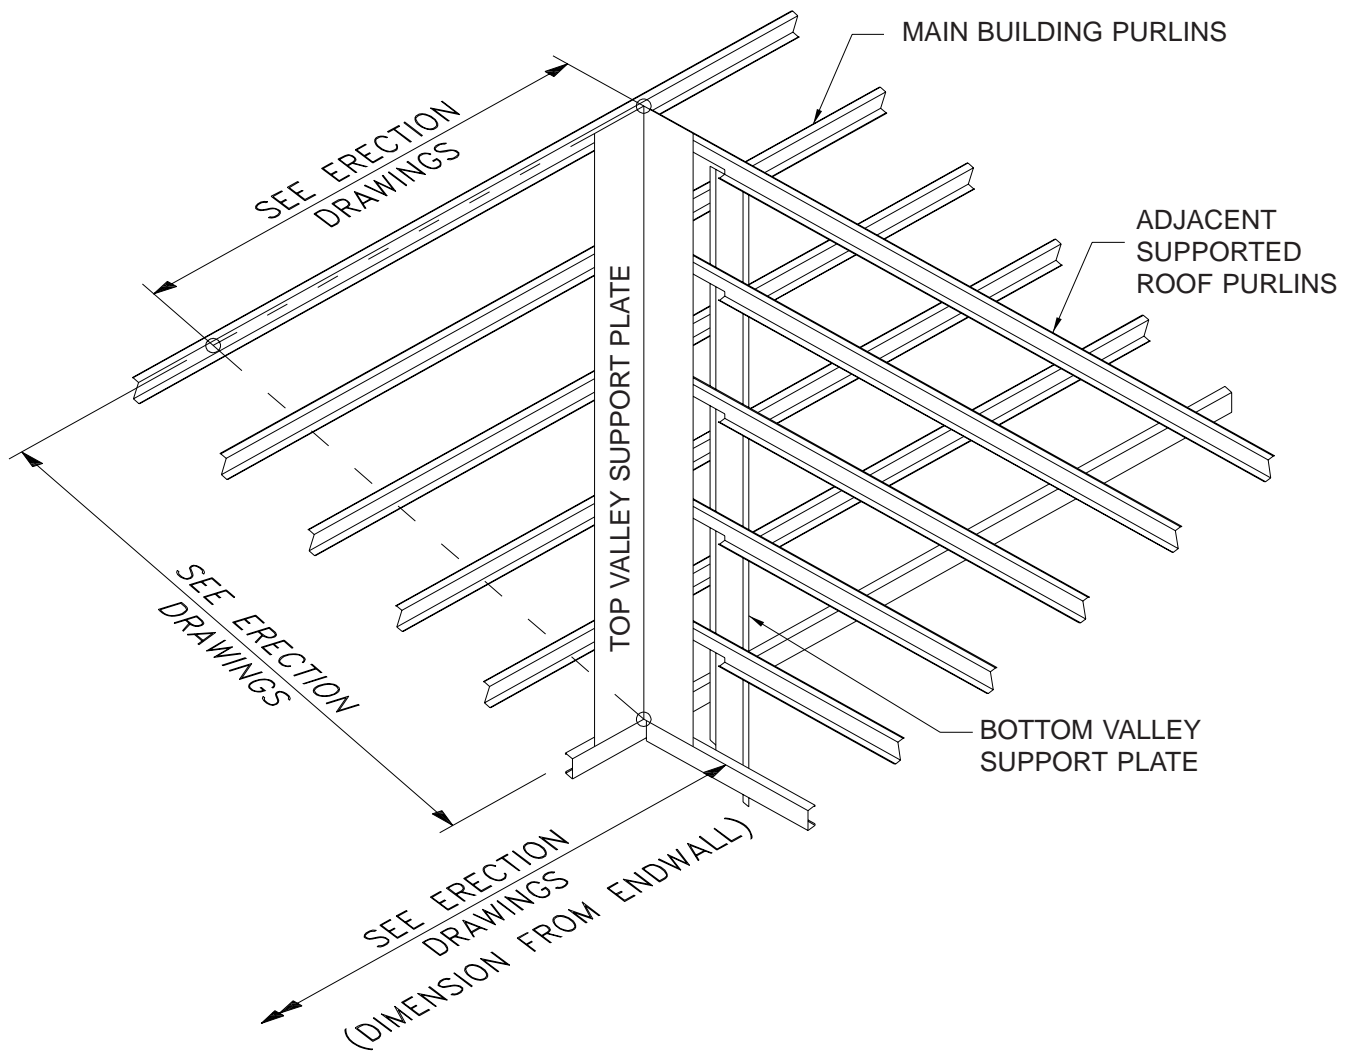 MAIN BUILDING PURLINS
SEE ERECTION
DRAWINGS
ADJACENT
SUPPORTED
ROOF PURLINS
TOP VALLEY SUPPORT PLATE
SEE ERECTION
DRAWINGS
BOTTOM VALLEY
SUPPORT PLATE
SEE ERECTION
DRAWINGS
(DIMENSION FROM ENDWALL)